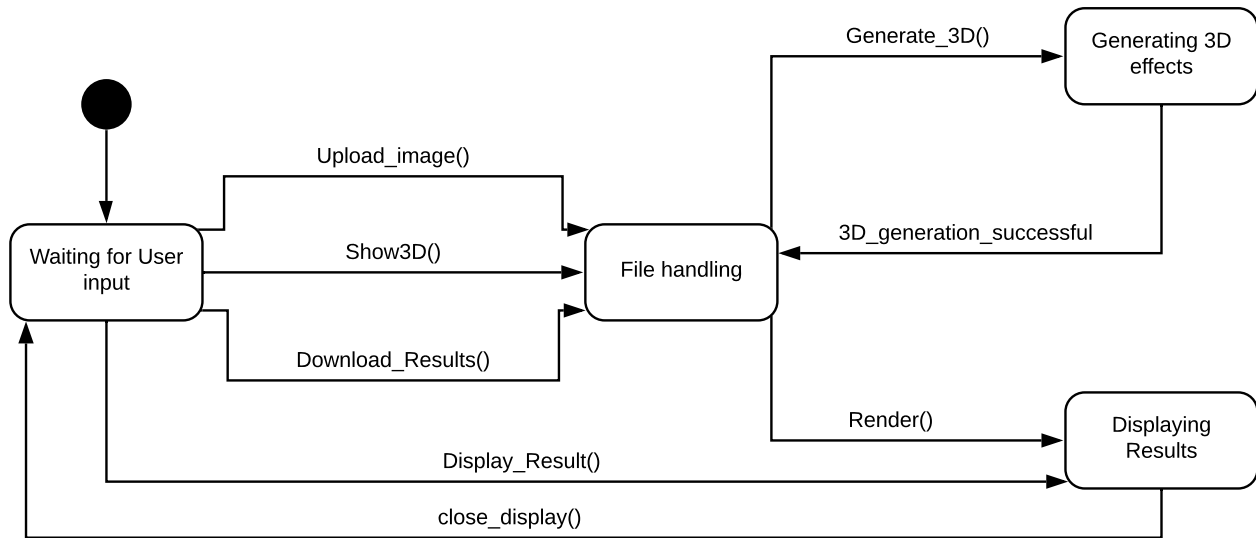 Generate_3D()
Generating 3D
effects
Upload_image()
3D_generation_successful
Show3D()
Waiting for User
input
File handling
Download_Results()
Render()
Displaying
Results
Display_Result()
close_display()